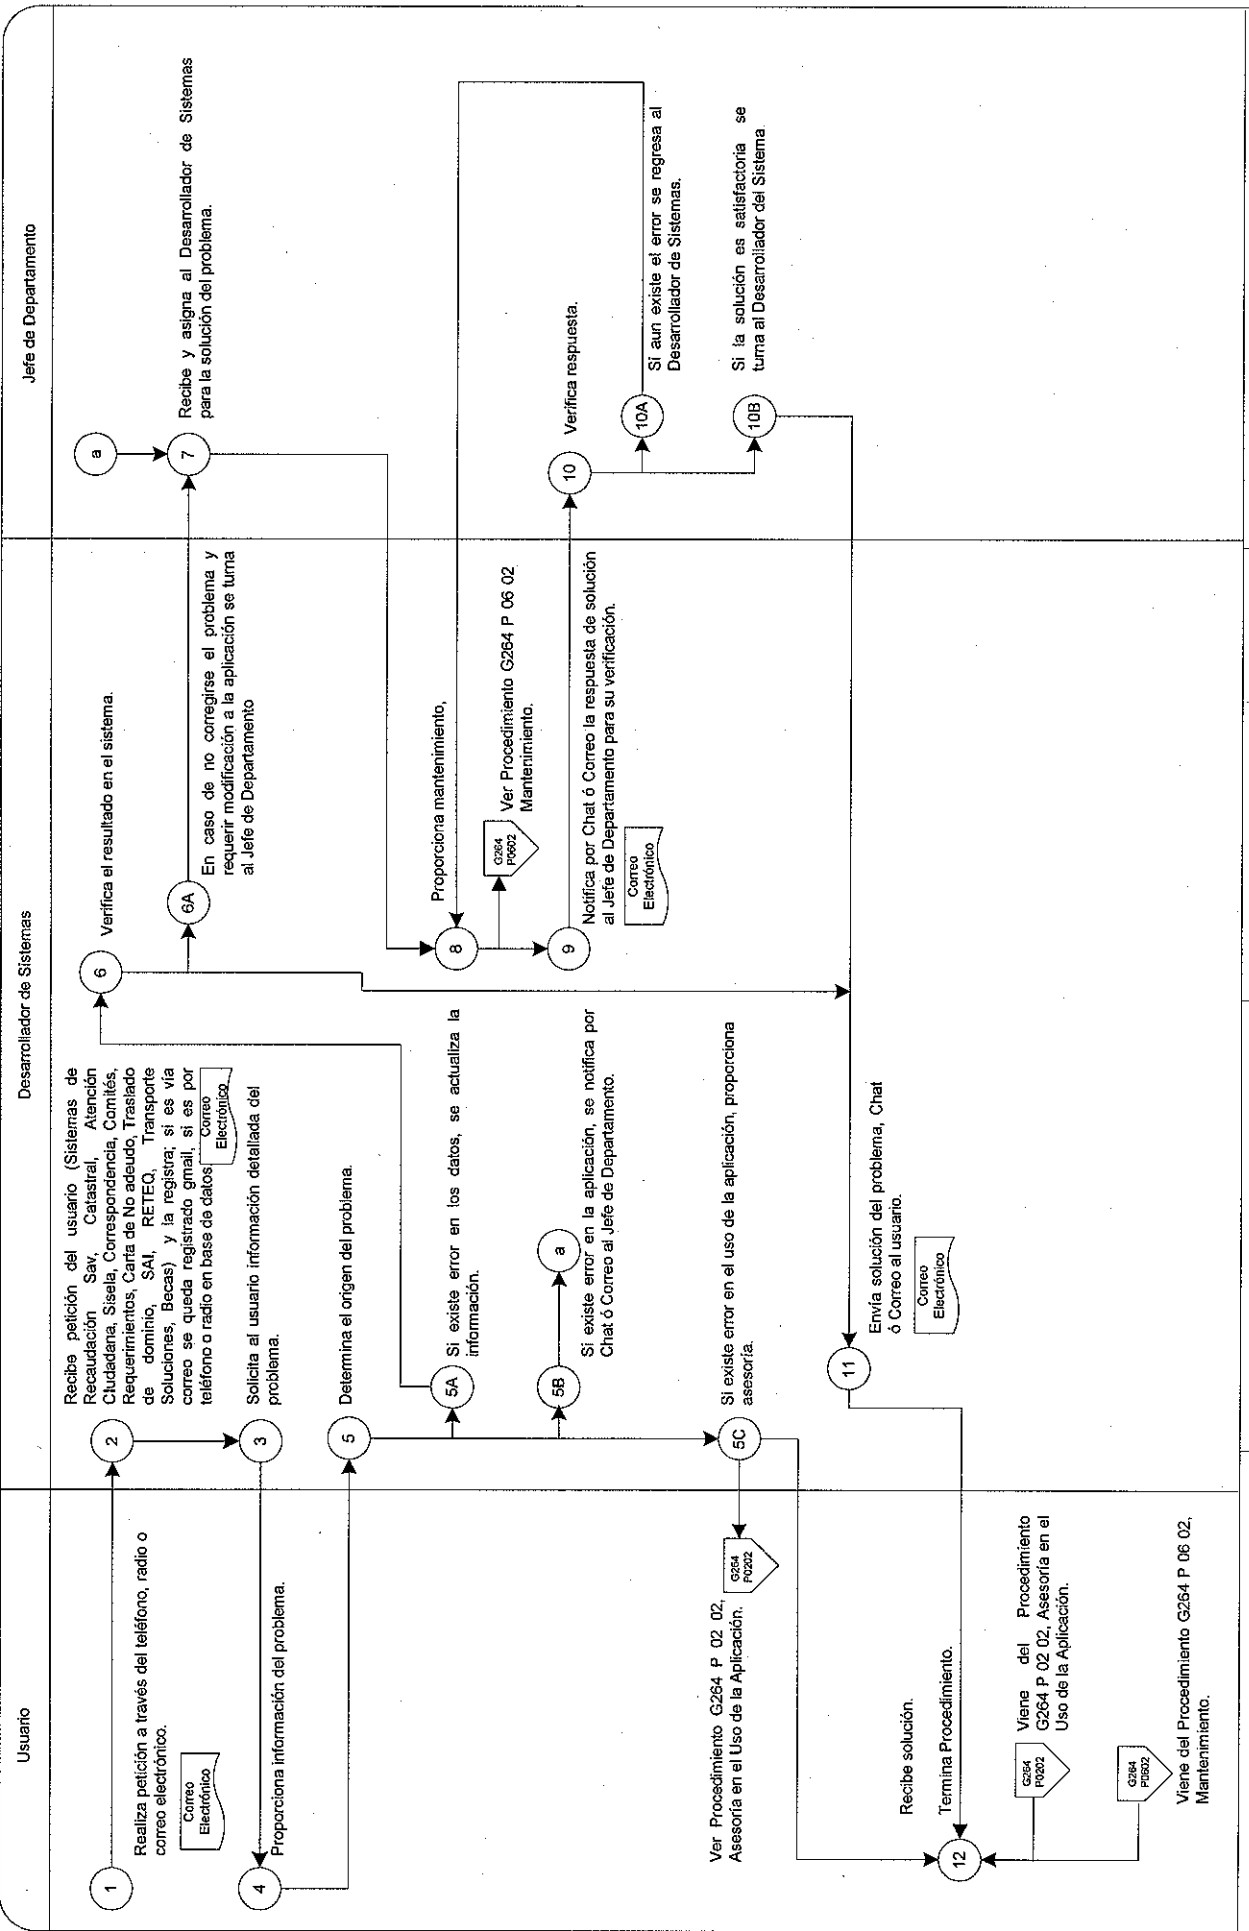 Usuario
Desarrollador de Sistemas
Jefe de Departamento
1
Realiza petición a través del teléfono, radio o
correo electrónico.
Correo
Electrónico
2
Recibe petición del usuario (Sistemas de
Recaudación Sav, Catastral, Atención
Ciudadana, Sisela, Correspondencia, Comités,
Requerimientos, Carta de No adeudo, Traslado
de dominio, SAI, RETEQ, Transporte
Soluciones, Becas) y la registra; si es vía
correo se queda registrado gmail, si es por
teléfono o radio en base de datos
Correo
Electrónico
3
Solicita al usuario información detallada del
problema.
4
Proporciona información del problema.
5
Determina el origen del problema.
5A
Si existe error en los datos, se actualiza la
información.
5B
Si existe error en la aplicación, se notifica por
Chat ó Correo al Jefe de Departamento.
a
5C
Si existe error en el uso de la aplicación, proporciona
asesoría.
G264
P0202
Ver Procedimiento G264 P 02 02,
Asesoría en el Uso de la Aplicación.
6
Verifica el resultado en el sistema.
6A
En caso de no corregirse el problema y
requerir modificación a la aplicación se turna
al Jefe de Departamento
a
7
Recibe y asigna al Desarrollador de Sistemas
para la solución del problema.
8
Proporciona mantenimiento,
G264
P0602
Ver Procedimiento G264 P 06 02
Mantenimiento.
9
Notifica por Chat ó Correo la respuesta de solución
al Jefe de Departamento para su verificación.
Correo
Electrónico
10
Verifica respuesta.
10A
Si aun existe el error se regresa al
Desarrollador de Sistemas.
10B
Si la solución es satisfactoria se
turna al Desarrollador del Sistema.
11
Envía solución del problema, Chat
ó Correo al usuario.
Correo
Electrónico
12
Recibe solución.
Termina Procedimiento.
G264
P0202
Viene del Procedimiento
G264 P 02 02, Asesoría en el
Uso de la Aplicación.
G264
P0602
Viene del Procedimiento G264 P 06 02,
Mantenimiento.